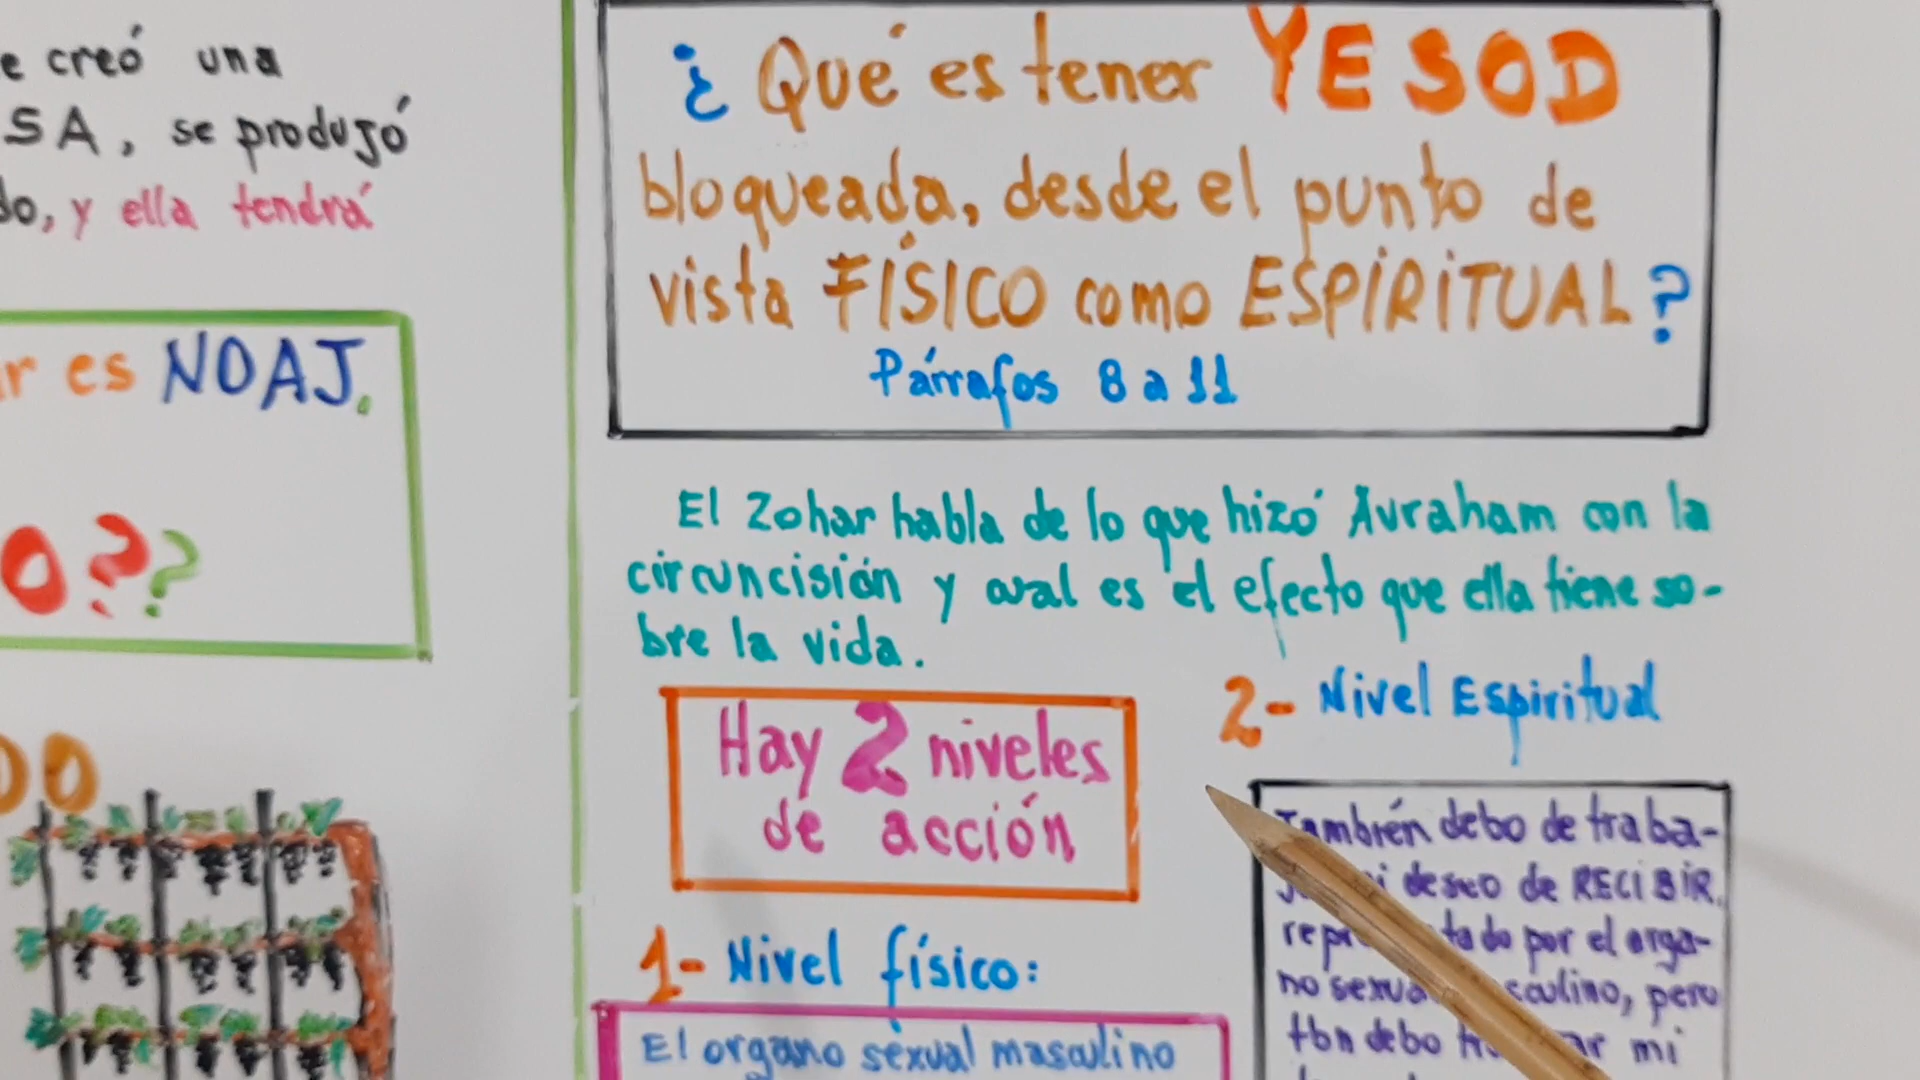 e creó una
SA, se produjó
do, y ella tendrá
r es NOAJ.
O??
DO
¿Qué es tener YESOD
bloqueada, desde el punto de
vista FÍSICO como ESPIRITUAL?
Párrafos 8 a 11
El Zohar habla de lo que hizó Avraham con la
circuncisión y cual es el efecto que ella tiene so-
bre la vida.
Hay 2 niveles
de acción
1- Nivel físico:
El organo sexual masculino
2- Nivel Espiritual
También debo de traba-
deseo de RECIBIR,
por el orga-
no pero
tbn debo mi